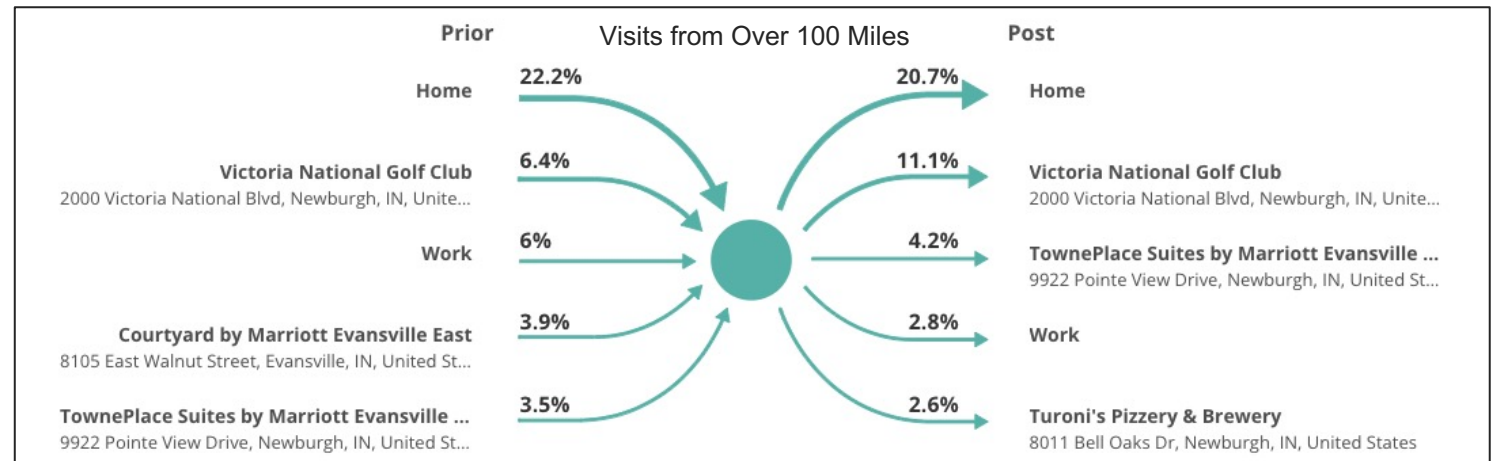 Prior
Visits from Over 100 Miles
Post
Home
22.2%
20.7%
Home
Victoria National Golf Club
2000 Victoria National Blvd, Newburgh, IN, Unite...
6.4%
11.1%
Victoria National Golf Club
2000 Victoria National Blvd, Newburgh, IN, Unite...
Work
6%
4.2%
TownePlace Suites by Marriott Evansville ...
9922 Pointe View Drive, Newburgh, IN, United St...
Courtyard by Marriott Evansville East
8105 East Walnut Street, Evansville, IN, United St...
3.9%
2.8%
Work
TownePlace Suites by Marriott Evansville ...
9922 Pointe View Drive, Newburgh, IN, United St...
3.5%
2.6%
Turoni's Pizzery & Brewery
8011 Bell Oaks Dr, Newburgh, IN, United States